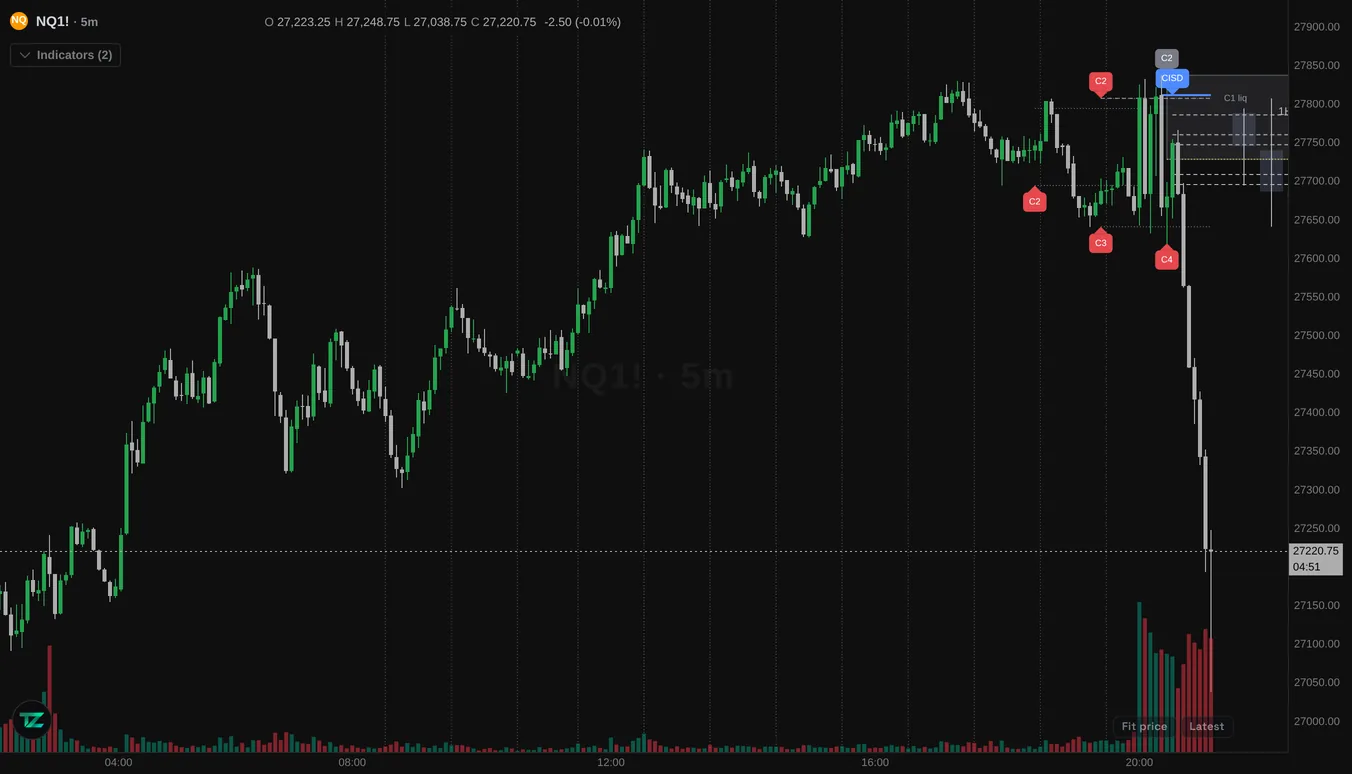 NQ NQ1! · 5m O 27,223.25 H 27,248.75 L 27,038.75 C 27,220.75 -2.50 (-0.01%)
Indicators (2)
C2
CISD
C2
C1 liq
C2
C3
C4
NQ1! · 5m
27900.00
27850.00
27800.00
27750.00
27700.00
27650.00
27600.00
27550.00
27500.00
27450.00
27400.00
27350.00
27300.00
27250.00
27220.75
04:51
27150.00
27100.00
27050.00
27000.00
TZ
Fit price Latest
04:00 08:00 12:00 16:00 20:00